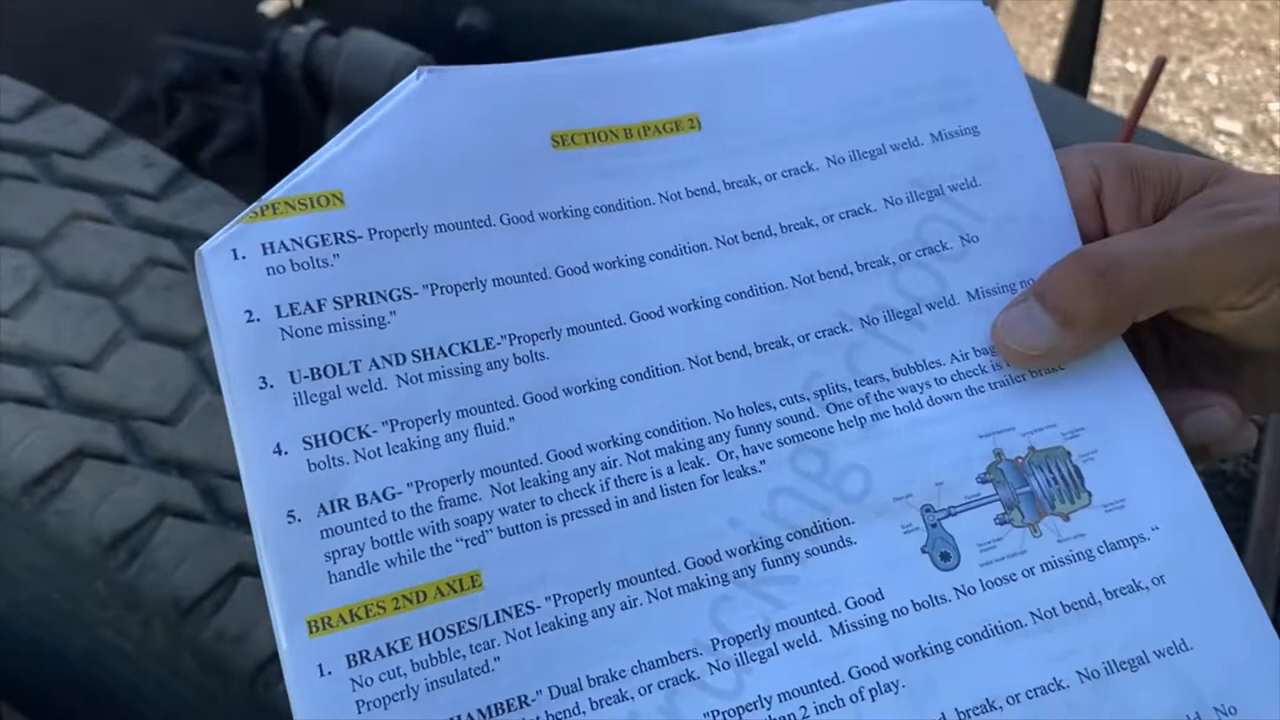 SECTION B (PAGE 2)
SPENSION
1. HANGERS- Properly mounted. Good working condition. Not bend, break, or crack. No illegal weld. Missing
no bolts."
2. LEAF SPRINGS- "Properly mounted. Good working condition. Not bend, break, or crack. No illegal weld.
None missing."
3. U-BOLT AND SHACKLE-"Properly mounted. Good working condition. Not bend, break, or crack. No
illegal weld. Not missing any bolts.
4. SHOCK- "Properly mounted. Good working condition. Not bend, break, or crack. No illegal weld. Missing no
bolts. Not leaking any fluid."
5. AIR BAG- "Properly mounted. Good working condition. No holes, cuts, splits, tears, bubbles. Air bag
mounted to the frame. Not leaking any air. Not making any funny sound. One of the ways to check is
spray bottle with soapy water to check if there is a leak. Or, have someone help me hold down the trailer brake
handle while the "red" button is pressed in and listen for leaks."
BRAKES 2ND AXLE
1. BRAKE HOSES/LINES- "Properly mounted. Good working condition.
No cut, bubble, tear. Not leaking any air. Not making any funny sounds.
Properly insulated."
HAMBER-" Dual brake chambers. Properly mounted. Good
bend, break, or crack. No illegal weld. Missing no bolts. No loose or missing clamps. "
"Properly mounted. Good working condition. Not bend, break, or
2 inch of play.
break, or crack. No illegal weld.
No
trucking school